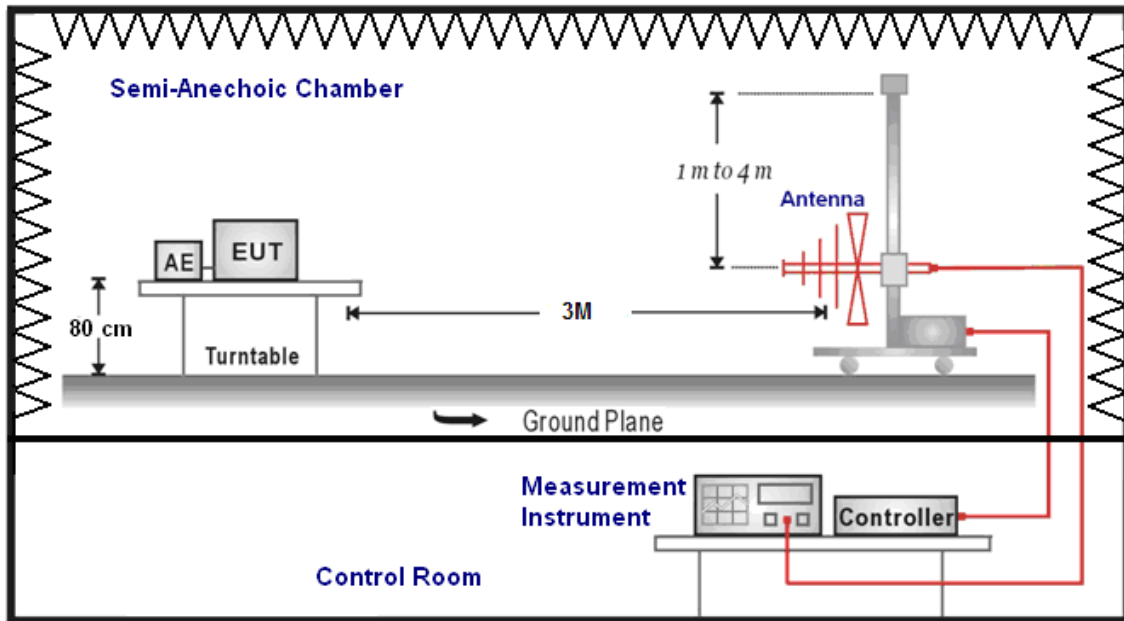 Semi-Anechoic Chamber
1 m to 4 m
Antenna
AE
EUT
80 cm
3M
Turntable
Ground Plane
Measurement
Instrument
Controller
Control Room